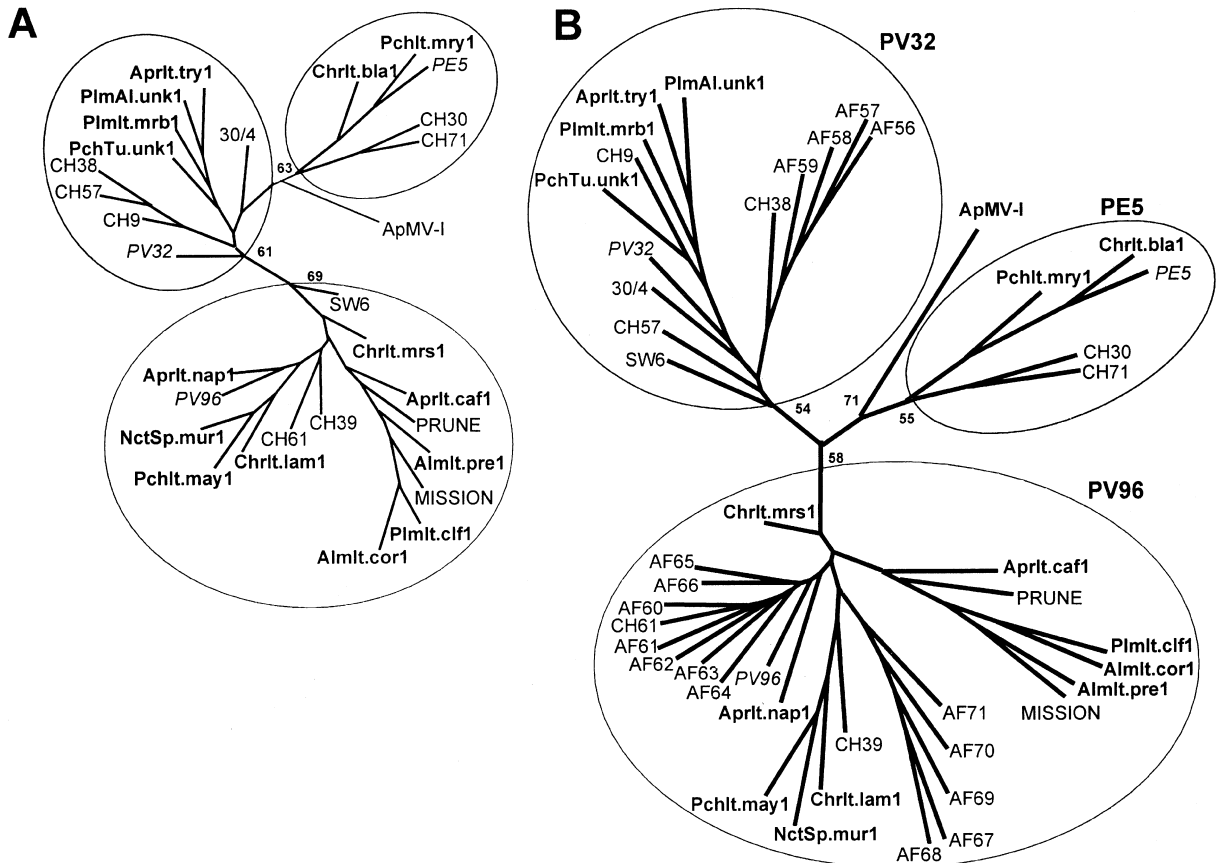 A
Pchlt.mry1
Chrlt.bla1
PE5
Aprlt.try1
PlmAl.unk1
Plmlt.mrb1
30/4
PchTu.unk1
CH30
CH71
CH38
63
CH57
CH9
ApMV-I
PV32
61
69
SW6
Chrlt.mrs1
Aprlt.nap1
PV96
Aprlt.caf1
CH39
PRUNE
NctSp.mur1
CH61
Chrlt.lam1
Almlt.pre1
Pchlt.may1
MISSION
Plmlt.clf1
Almlt.cor1
B
PV32
PlmAl.unk1
Aprlt.try1
AF57
AF56
Plmlt.mrb1
AF58
CH9
AF59
PchTu.unk1
CH38
ApMV-I
PE5
Chrlt.bla1
PV32
Pchlt.mry1
PE5
30/4
CH57
CH30
SW6
CH71
54
71
55
58
PV96
Chrlt.mrs1
AF65
AF66
Aprlt.caf1
PRUNE
AF60
CH61
AF61
AF62
AF63
AF64
PV96
Aprlt.nap1
Plmlt.clf1
Almlt.cor1
Almlt.pre1
MISSION
AF71
CH39
AF70
Pchlt.may1
Chrlt.lam1
AF69
NctSp.mur1
AF67
AF68